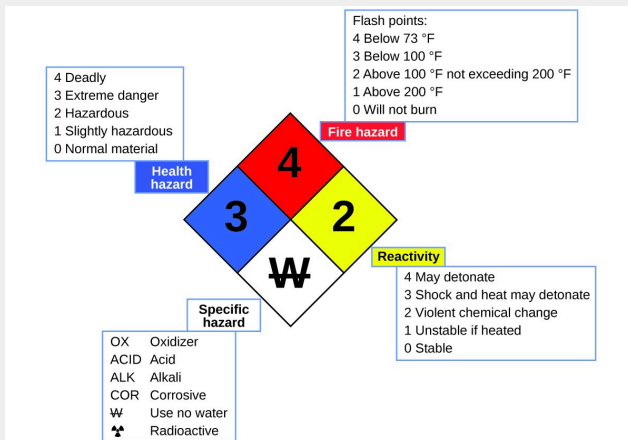 Flash points:
4 Below 73 °F
3 Below 100 °F
2 Above 100 °F not exceeding 200 °F
1 Above 200 °F
0 Will not burn
Fire hazard
4 Deadly
3 Extreme danger
2 Hazardous
1 Slightly hazardous
0 Normal material
Health
hazard
4
3
2
W
Reactivity
4 May detonate
3 Shock and heat may detonate
2 Violent chemical change
1 Unstable if heated
0 Stable
Specific
hazard
OX Oxidizer
ACID Acid
ALK Alkali
COR Corrosive
W Use no water
☢ Radioactive